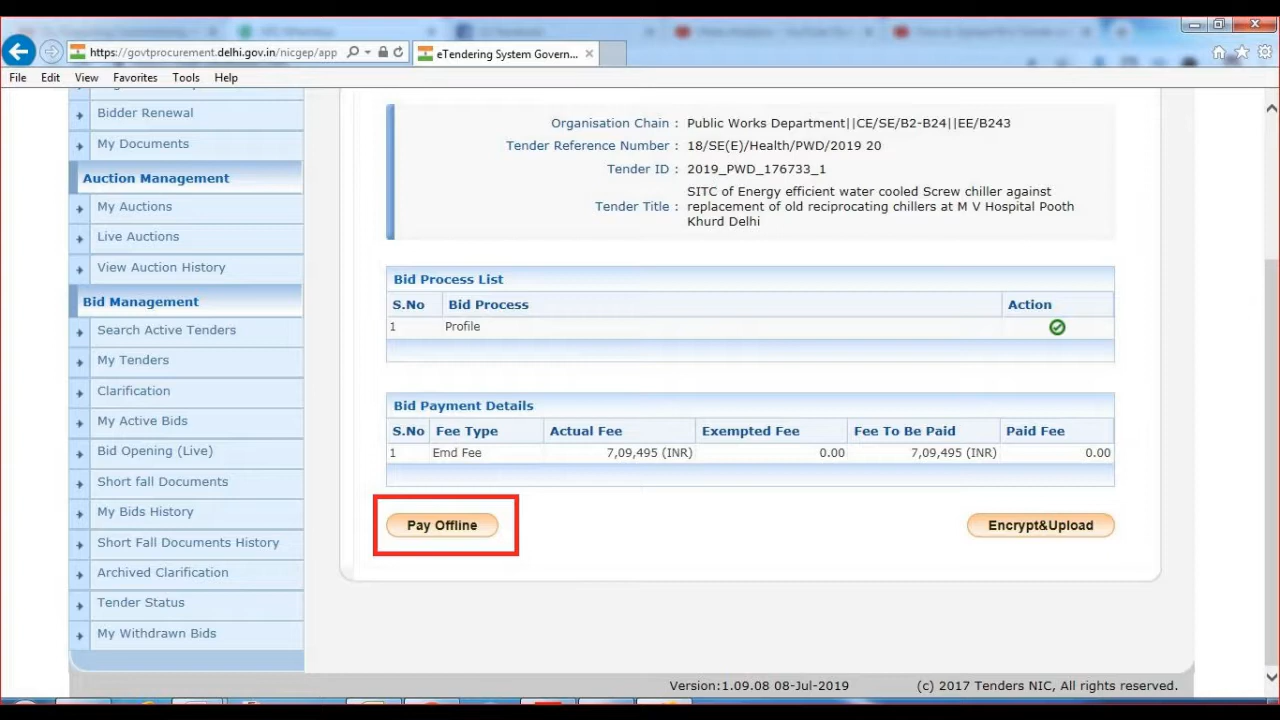 https://govtprocurement.delhi.gov.in/nicgep/app
eTendering System Govern...
File Edit View Favorites Tools Help
Bidder Renewal
My Documents
Auction Management
My Auctions
Live Auctions
View Auction History
Bid Management
Search Active Tenders
My Tenders
Clarification
My Active Bids
Bid Opening (Live)
Short fall Documents
My Bids History
Short Fall Documents History
Archived Clarification
Tender Status
My Withdrawn Bids
Organisation Chain : Public Works Department||CE/SE/B2-B24||EE/B243
Tender Reference Number : 18/SE(E)/Health/PWD/2019 20
Tender ID : 2019_PWD_176733_1
SITC of Energy efficient water cooled Screw chiller against
Tender Title : replacement of old reciprocating chillers at M V Hospital Pooth
Khurd Delhi
Bid Process List
S.No Bid Process Action
1 Profile
Bid Payment Details
S.No Fee Type Actual Fee Exempted Fee Fee To Be Paid Paid Fee
1 Emd Fee 7,09,495 (INR) 0.00 7,09,495 (INR) 0.00
Pay Offline Encrypt&Upload
Version:1.09.08 08-Jul-2019 (c) 2017 Tenders NIC, All rights reserved.